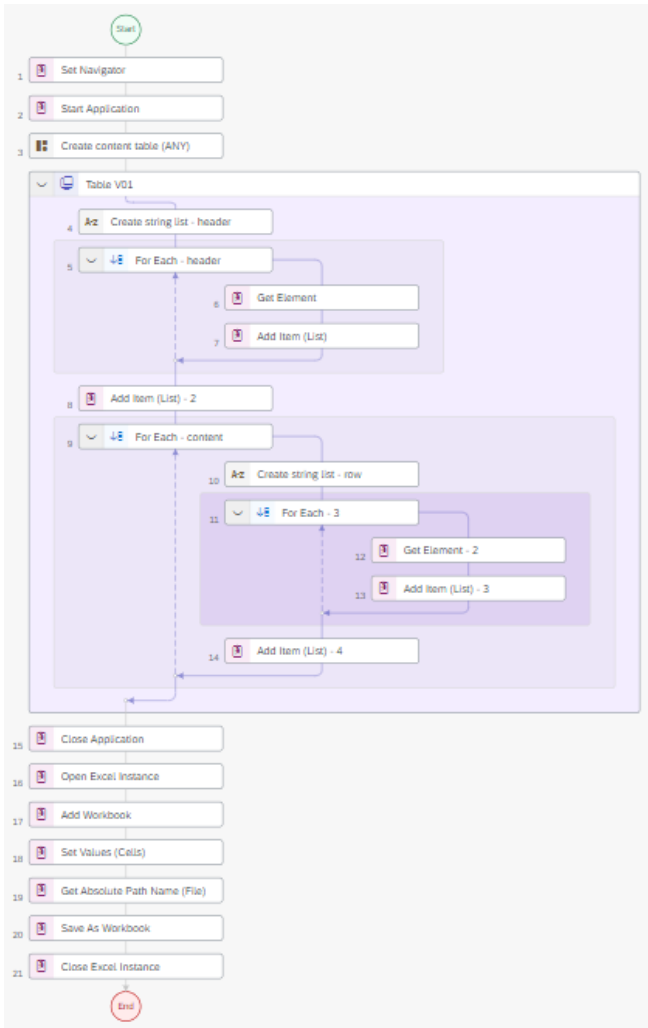 Start
1 Set Navigator
2 Start Application
3 Create content table (ANY)
Table V01
4 A-z Create string list - header
5 For Each - header
6 Get Element
7 Add Item (List)
8 Add Item (List) - 2
9 For Each - content
10 A-z Create string list - row
11 For Each - 3
12 Get Element - 2
13 Add Item (List) - 3
14 Add Item (List) - 4
15 Close Application
16 Open Excel Instance
17 Add Workbook
18 Set Values (Cells)
19 Get Absolute Path Name (File)
20 Save As Workbook
21 Close Excel Instance
End